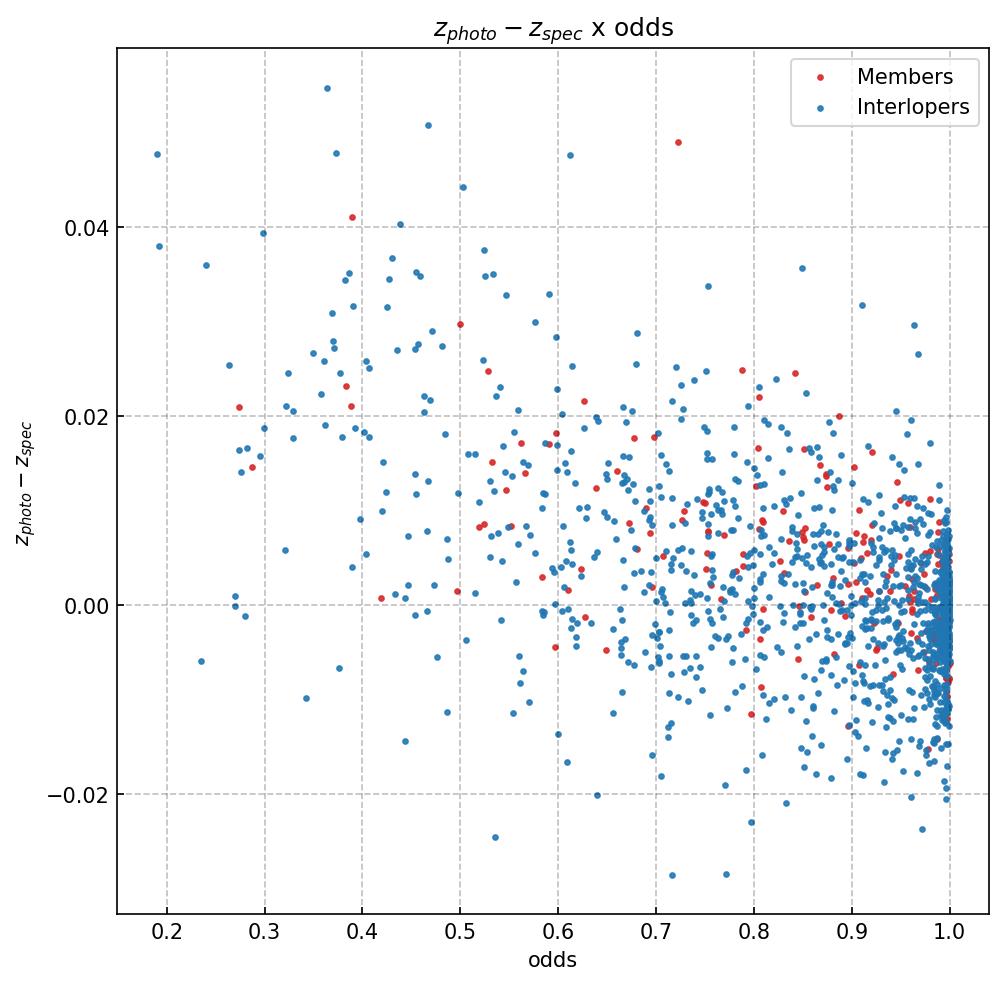 z_photo − z_spec x odds
Members
Interlopers
0.04
0.02
0.00
−0.02
z_photo − z_spec
0.2 0.3 0.4 0.5 0.6 0.7 0.8 0.9 1.0
odds